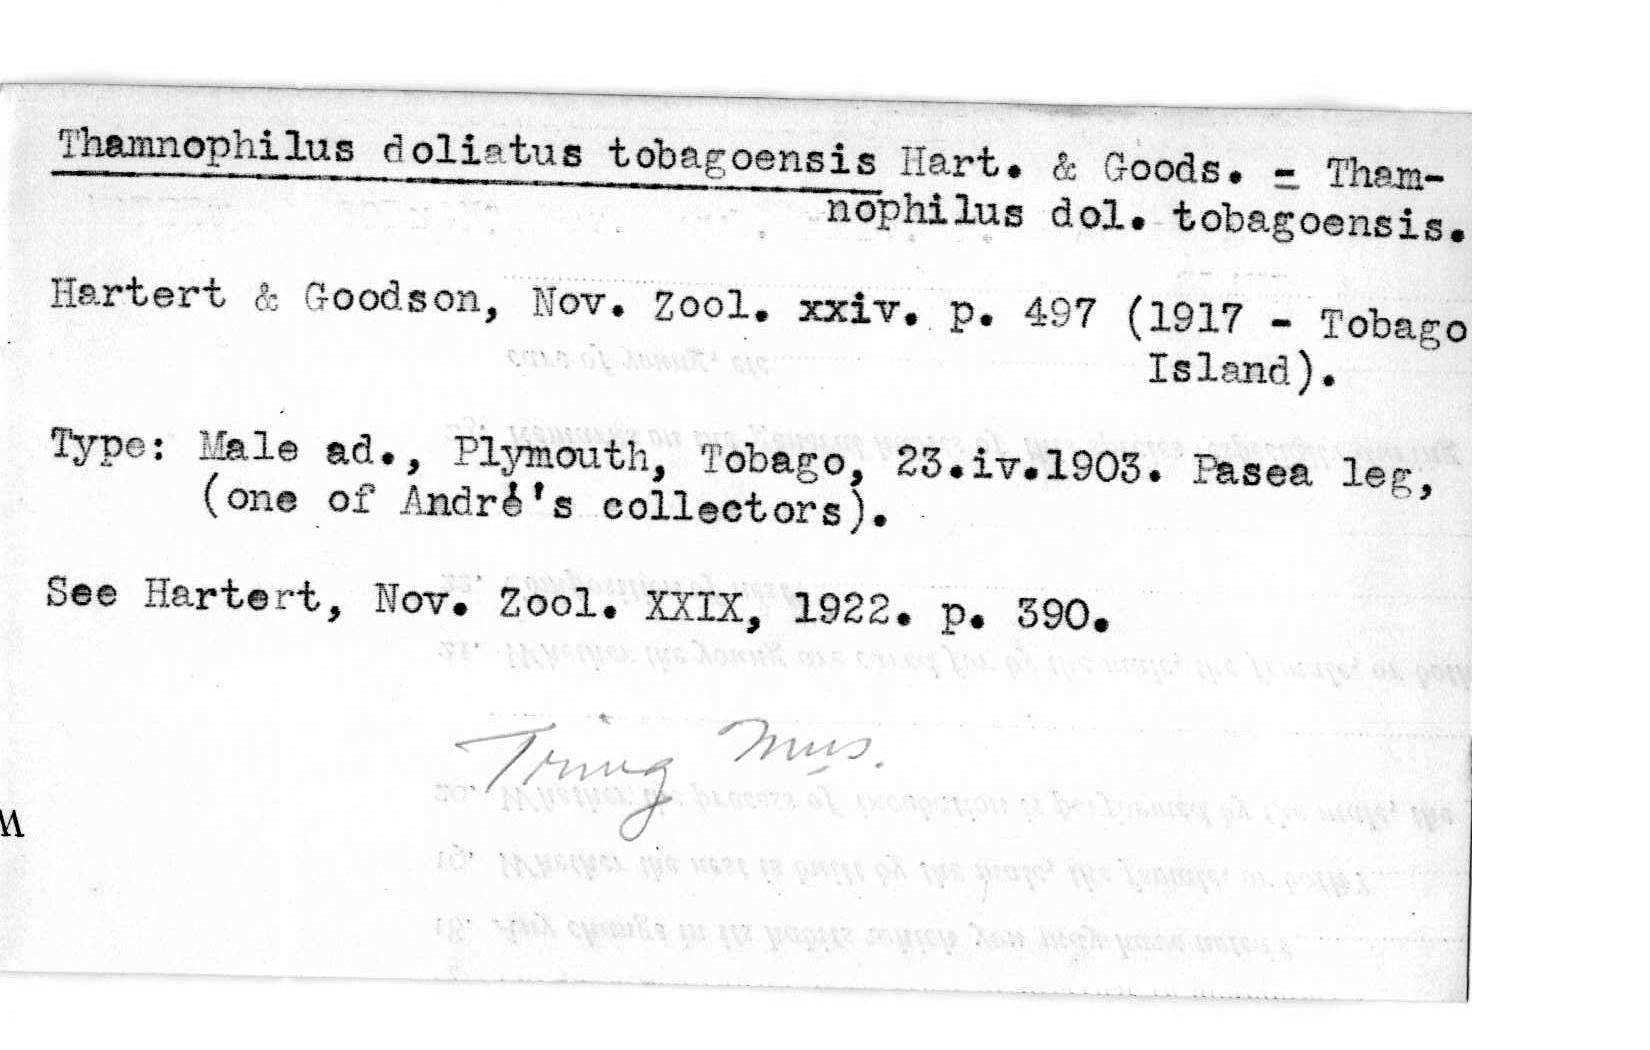 Thamnophilus doliatus tobagoensis Hart. & Goods. = Tham-
nophilus dol. tobagoensis.
Hartert & Goodson, Nov. Zool. xxiv. p. 497 (1917 - Tobago
Island).
Type: Male ad., Plymouth, Tobago, 23.iv.1903. Pasea leg,
(one of André's collectors).
See Hartert, Nov. Zool. XXIX, 1922. p. 390.
Tring Mus.